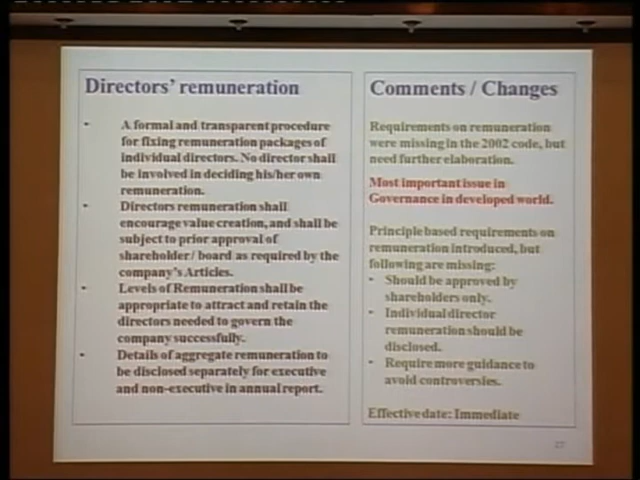 Directors' remuneration
• A formal and transparent procedure
for fixing remuneration packages of
individual directors. No director shall
be involved in deciding his/her own
remuneration.
• Directors remuneration shall
encourage value creation, and shall be
subject to prior approval of
shareholder/ board as required by the
company's Articles.
• Levels of Remuneration shall be
appropriate to attract and retain the
directors needed to govern the
company successfully.
• Details of aggregate remuneration to
be disclosed separately for executive
and non-executive in annual report.
Comments / Changes
Requirements on remuneration
were missing in the 2002 code, but
need further elaboration.
Most important issue in
Governance in developed world.
Principle based requirements on
remuneration introduced, but
following are missing:
• Should be approved by
shareholders only.
• Individual director
remuneration should be
disclosed.
• Require more guidance to
avoid controversies.
Effective date: Immediate
27